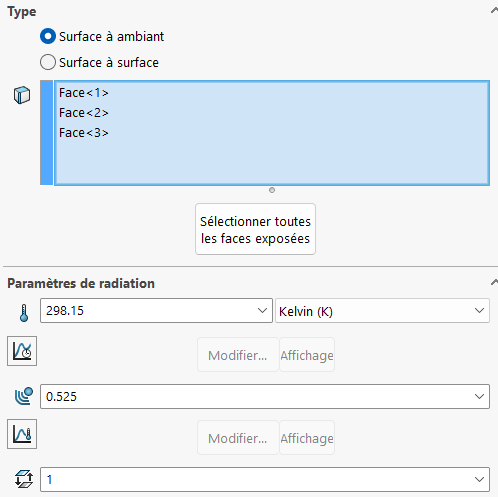 Type
Surface à ambiant
Surface à surface
Face<1>
Face<2>
Face<3>
Sélectionner toutes
les faces exposées
Paramètres de radiation
298.15 Kelvin (K)
Modifier... Affichage
0.525
Modifier... Affichage
1